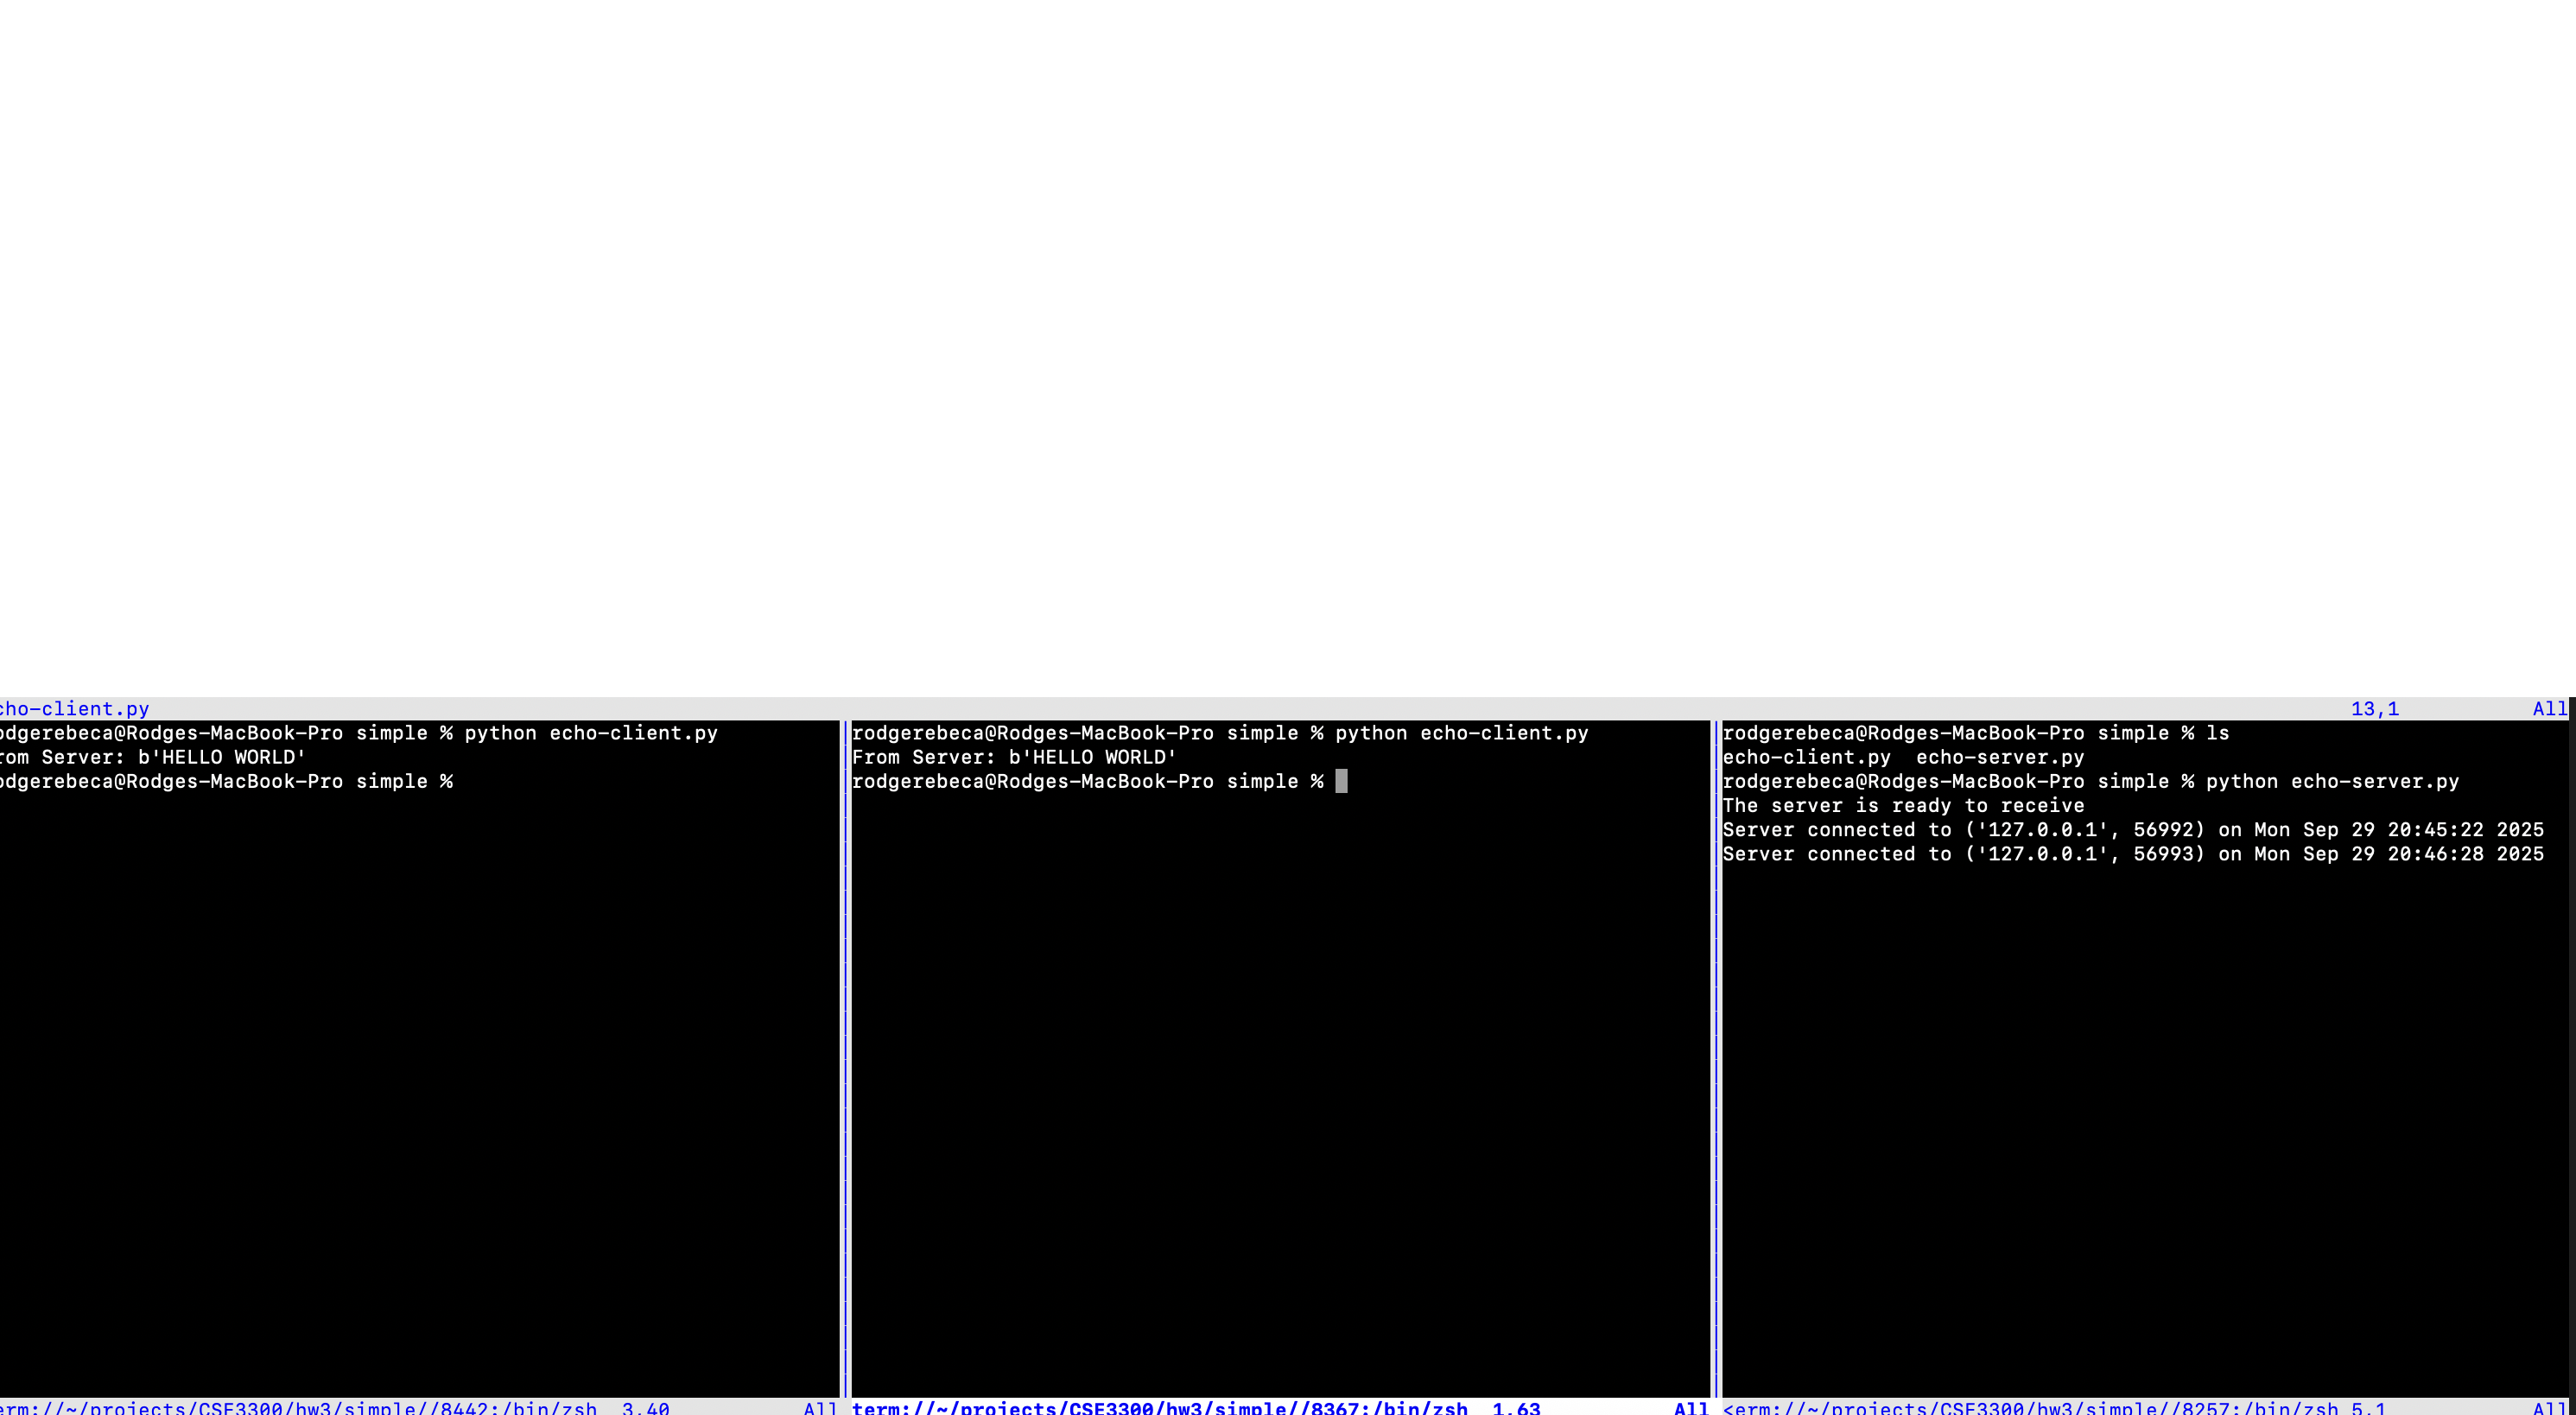 cho-client.py 13,1 All
odgerebeca@Rodges-MacBook-Pro simple % python echo-client.py
rom Server: b'HELLO WORLD'
odgerebeca@Rodges-MacBook-Pro simple %
rodgerebeca@Rodges-MacBook-Pro simple % python echo-client.py
From Server: b'HELLO WORLD'
rodgerebeca@Rodges-MacBook-Pro simple %
rodgerebeca@Rodges-MacBook-Pro simple % ls
echo-client.py  echo-server.py
rodgerebeca@Rodges-MacBook-Pro simple % python echo-server.py
The server is ready to receive
Server connected to ('127.0.0.1', 56992) on Mon Sep 29 20:45:22 2025
Server connected to ('127.0.0.1', 56993) on Mon Sep 29 20:46:28 2025
erm://~/projects/CSE3300/hw3/simple//8442:/bin/zsh 3,40 All
term://~/projects/CSE3300/hw3/simple//8367:/bin/zsh 1,63 All
<erm://~/projects/CSE3300/hw3/simple//8257:/bin/zsh 5,1 All